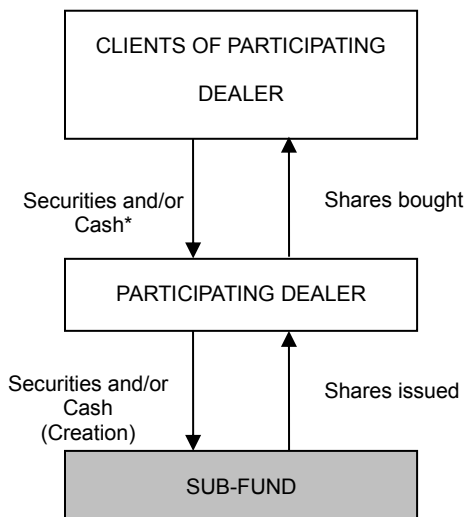 CLIENTS OF PARTICIPATING
DEALER
Securities and/or
Cash*
Shares bought
PARTICIPATING DEALER
Securities and/or
Cash
(Creation)
Shares issued
SUB-FUND